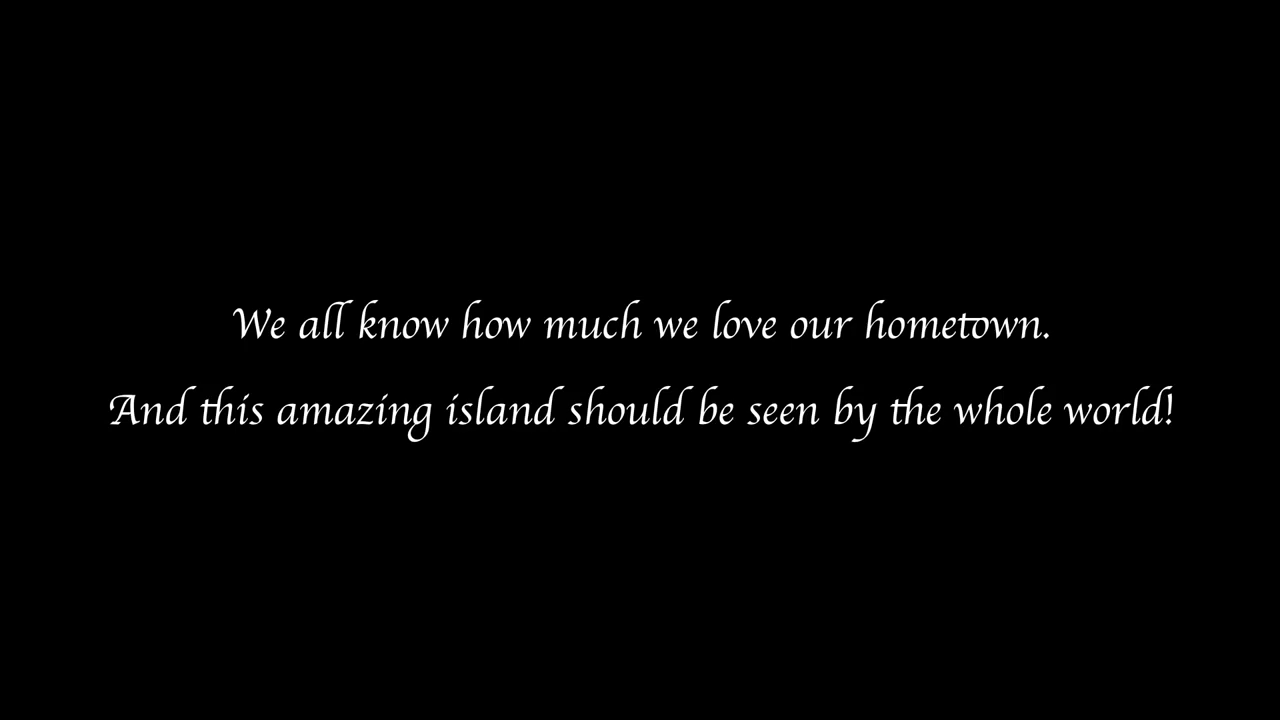 We all know how much we love our hometown.
And this amazing island should be seen by the whole world!